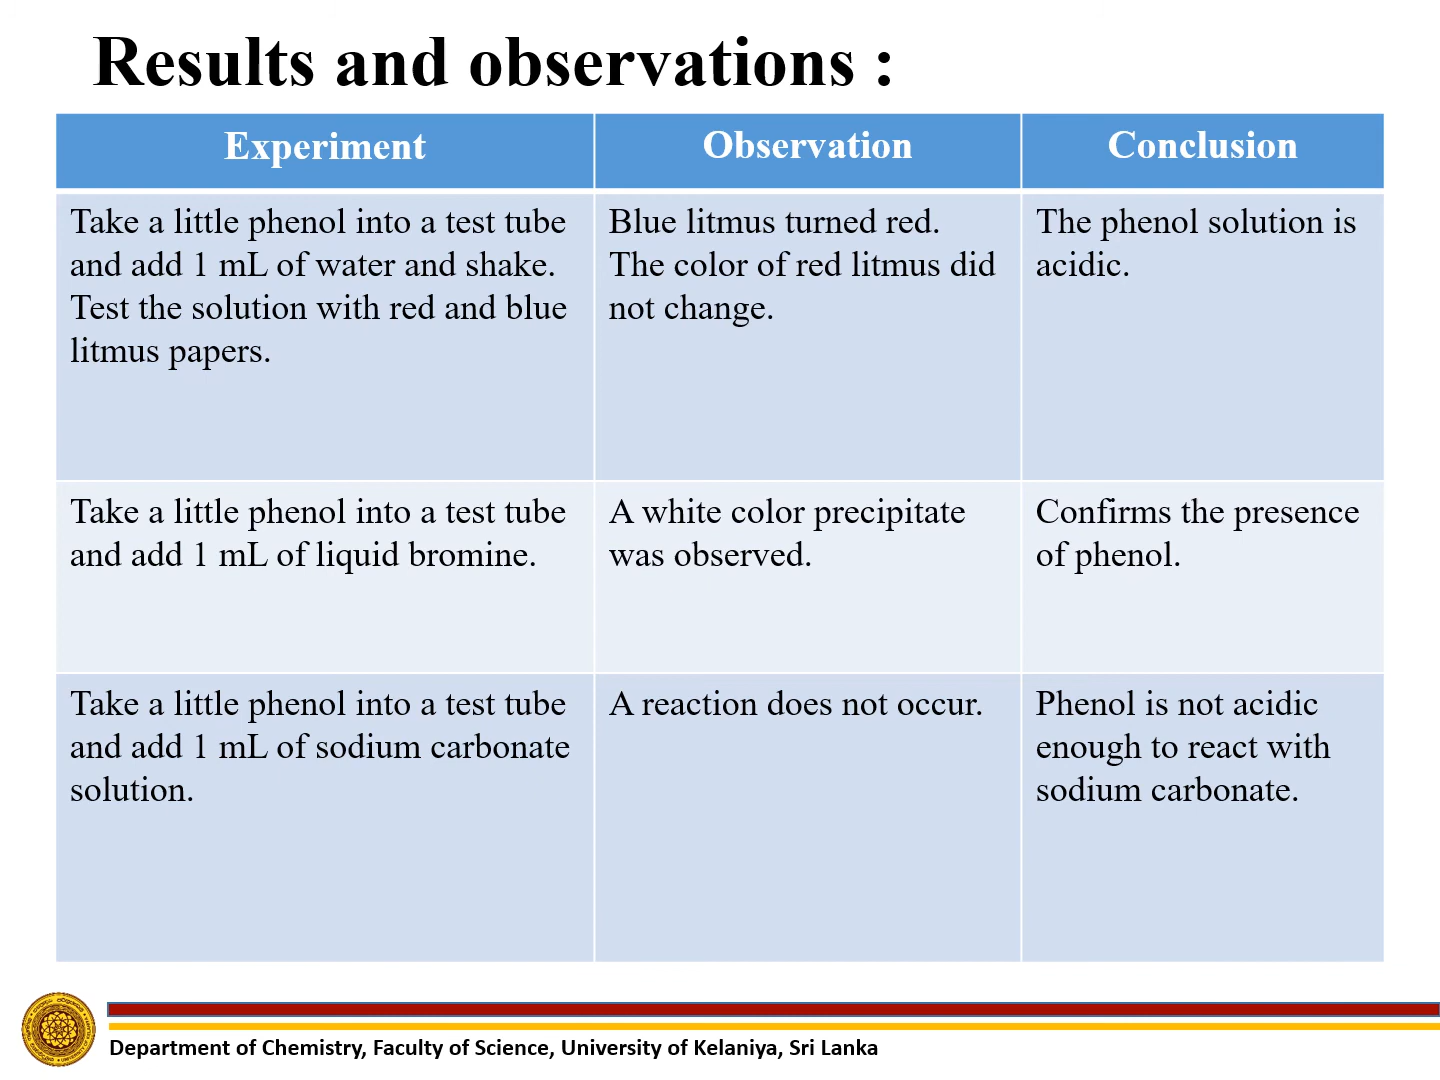 Results and observations :
Experiment
Observation
Conclusion
Take a little phenol into a test tube
and add 1 mL of water and shake.
Test the solution with red and blue
litmus papers.
Blue litmus turned red.
The color of red litmus did
not change.
The phenol solution is
acidic.
Take a little phenol into a test tube
and add 1 mL of liquid bromine.
A white color precipitate
was observed.
Confirms the presence
of phenol.
Take a little phenol into a test tube
and add 1 mL of sodium carbonate
solution.
A reaction does not occur.
Phenol is not acidic
enough to react with
sodium carbonate.
Department of Chemistry, Faculty of Science, University of Kelaniya, Sri Lanka